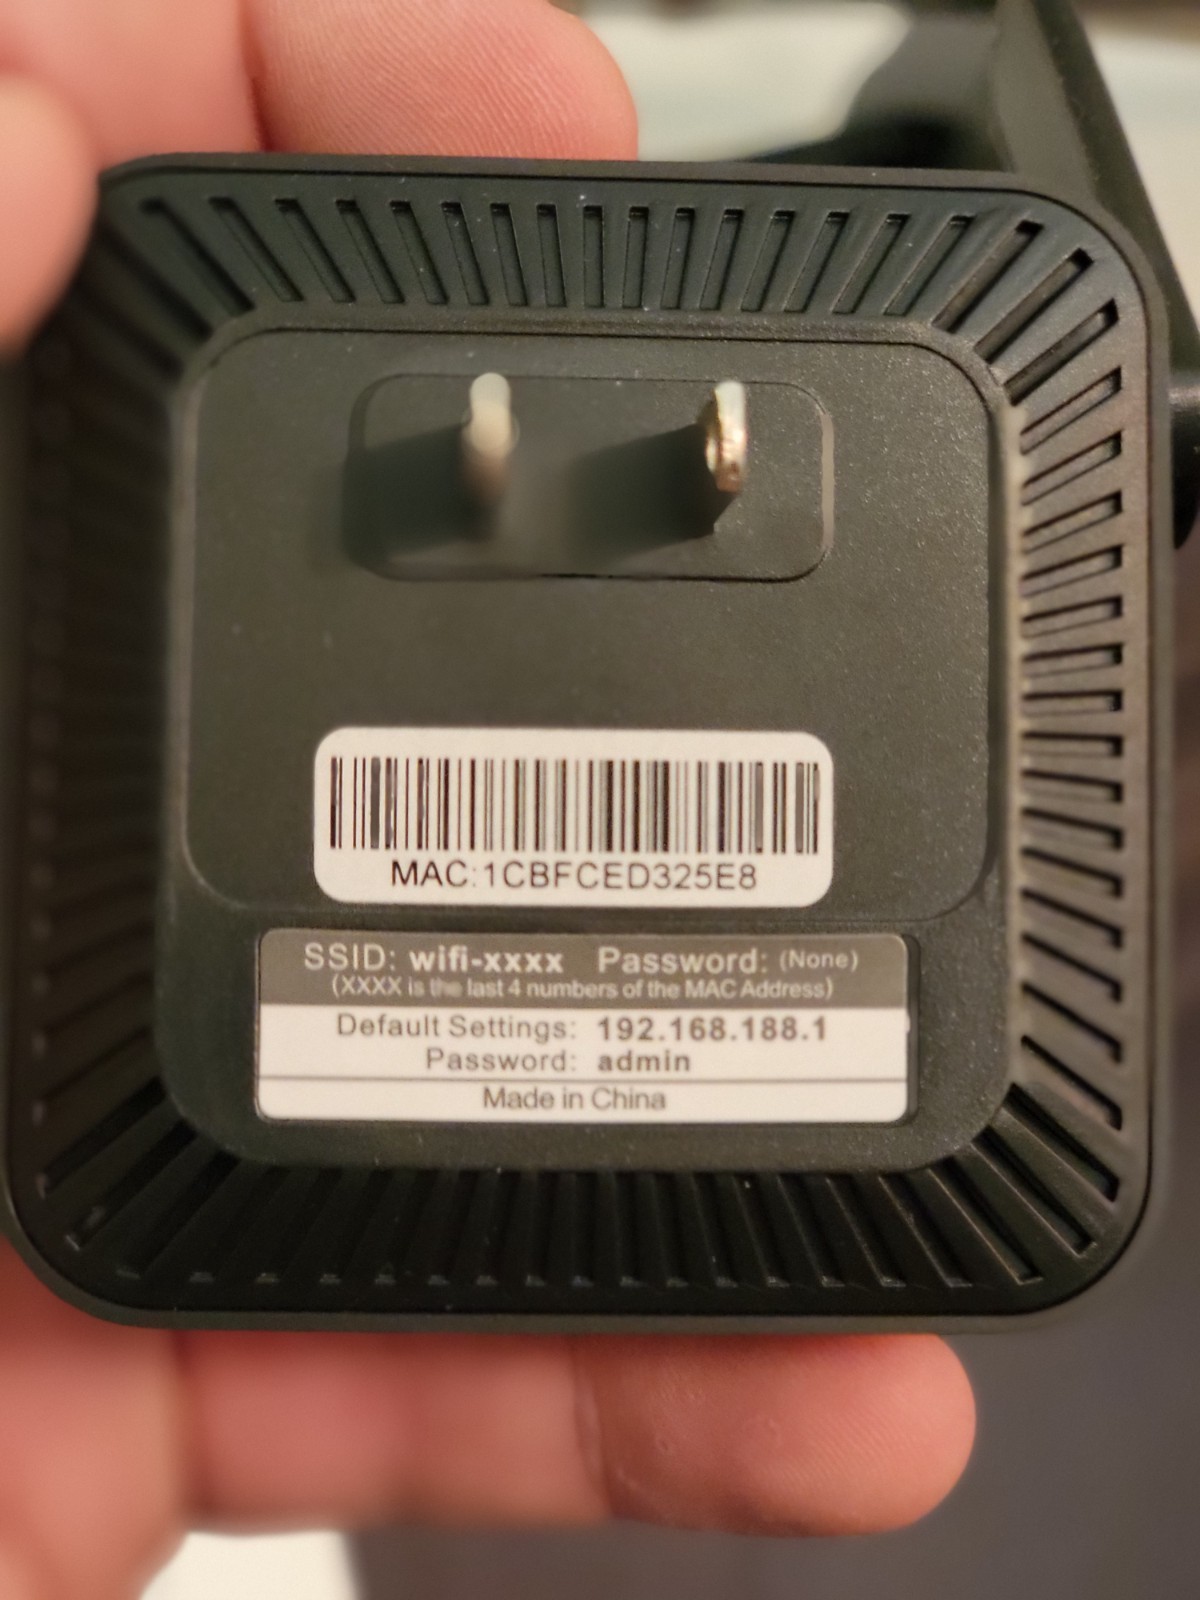 MAC:1CBFCED325E8
SSID: wifi-xxxx Password: (None)
(XXXX is the last 4 numbers of the MAC Address)
Default Settings: 192.168.188.1
Password: admin
Made in China